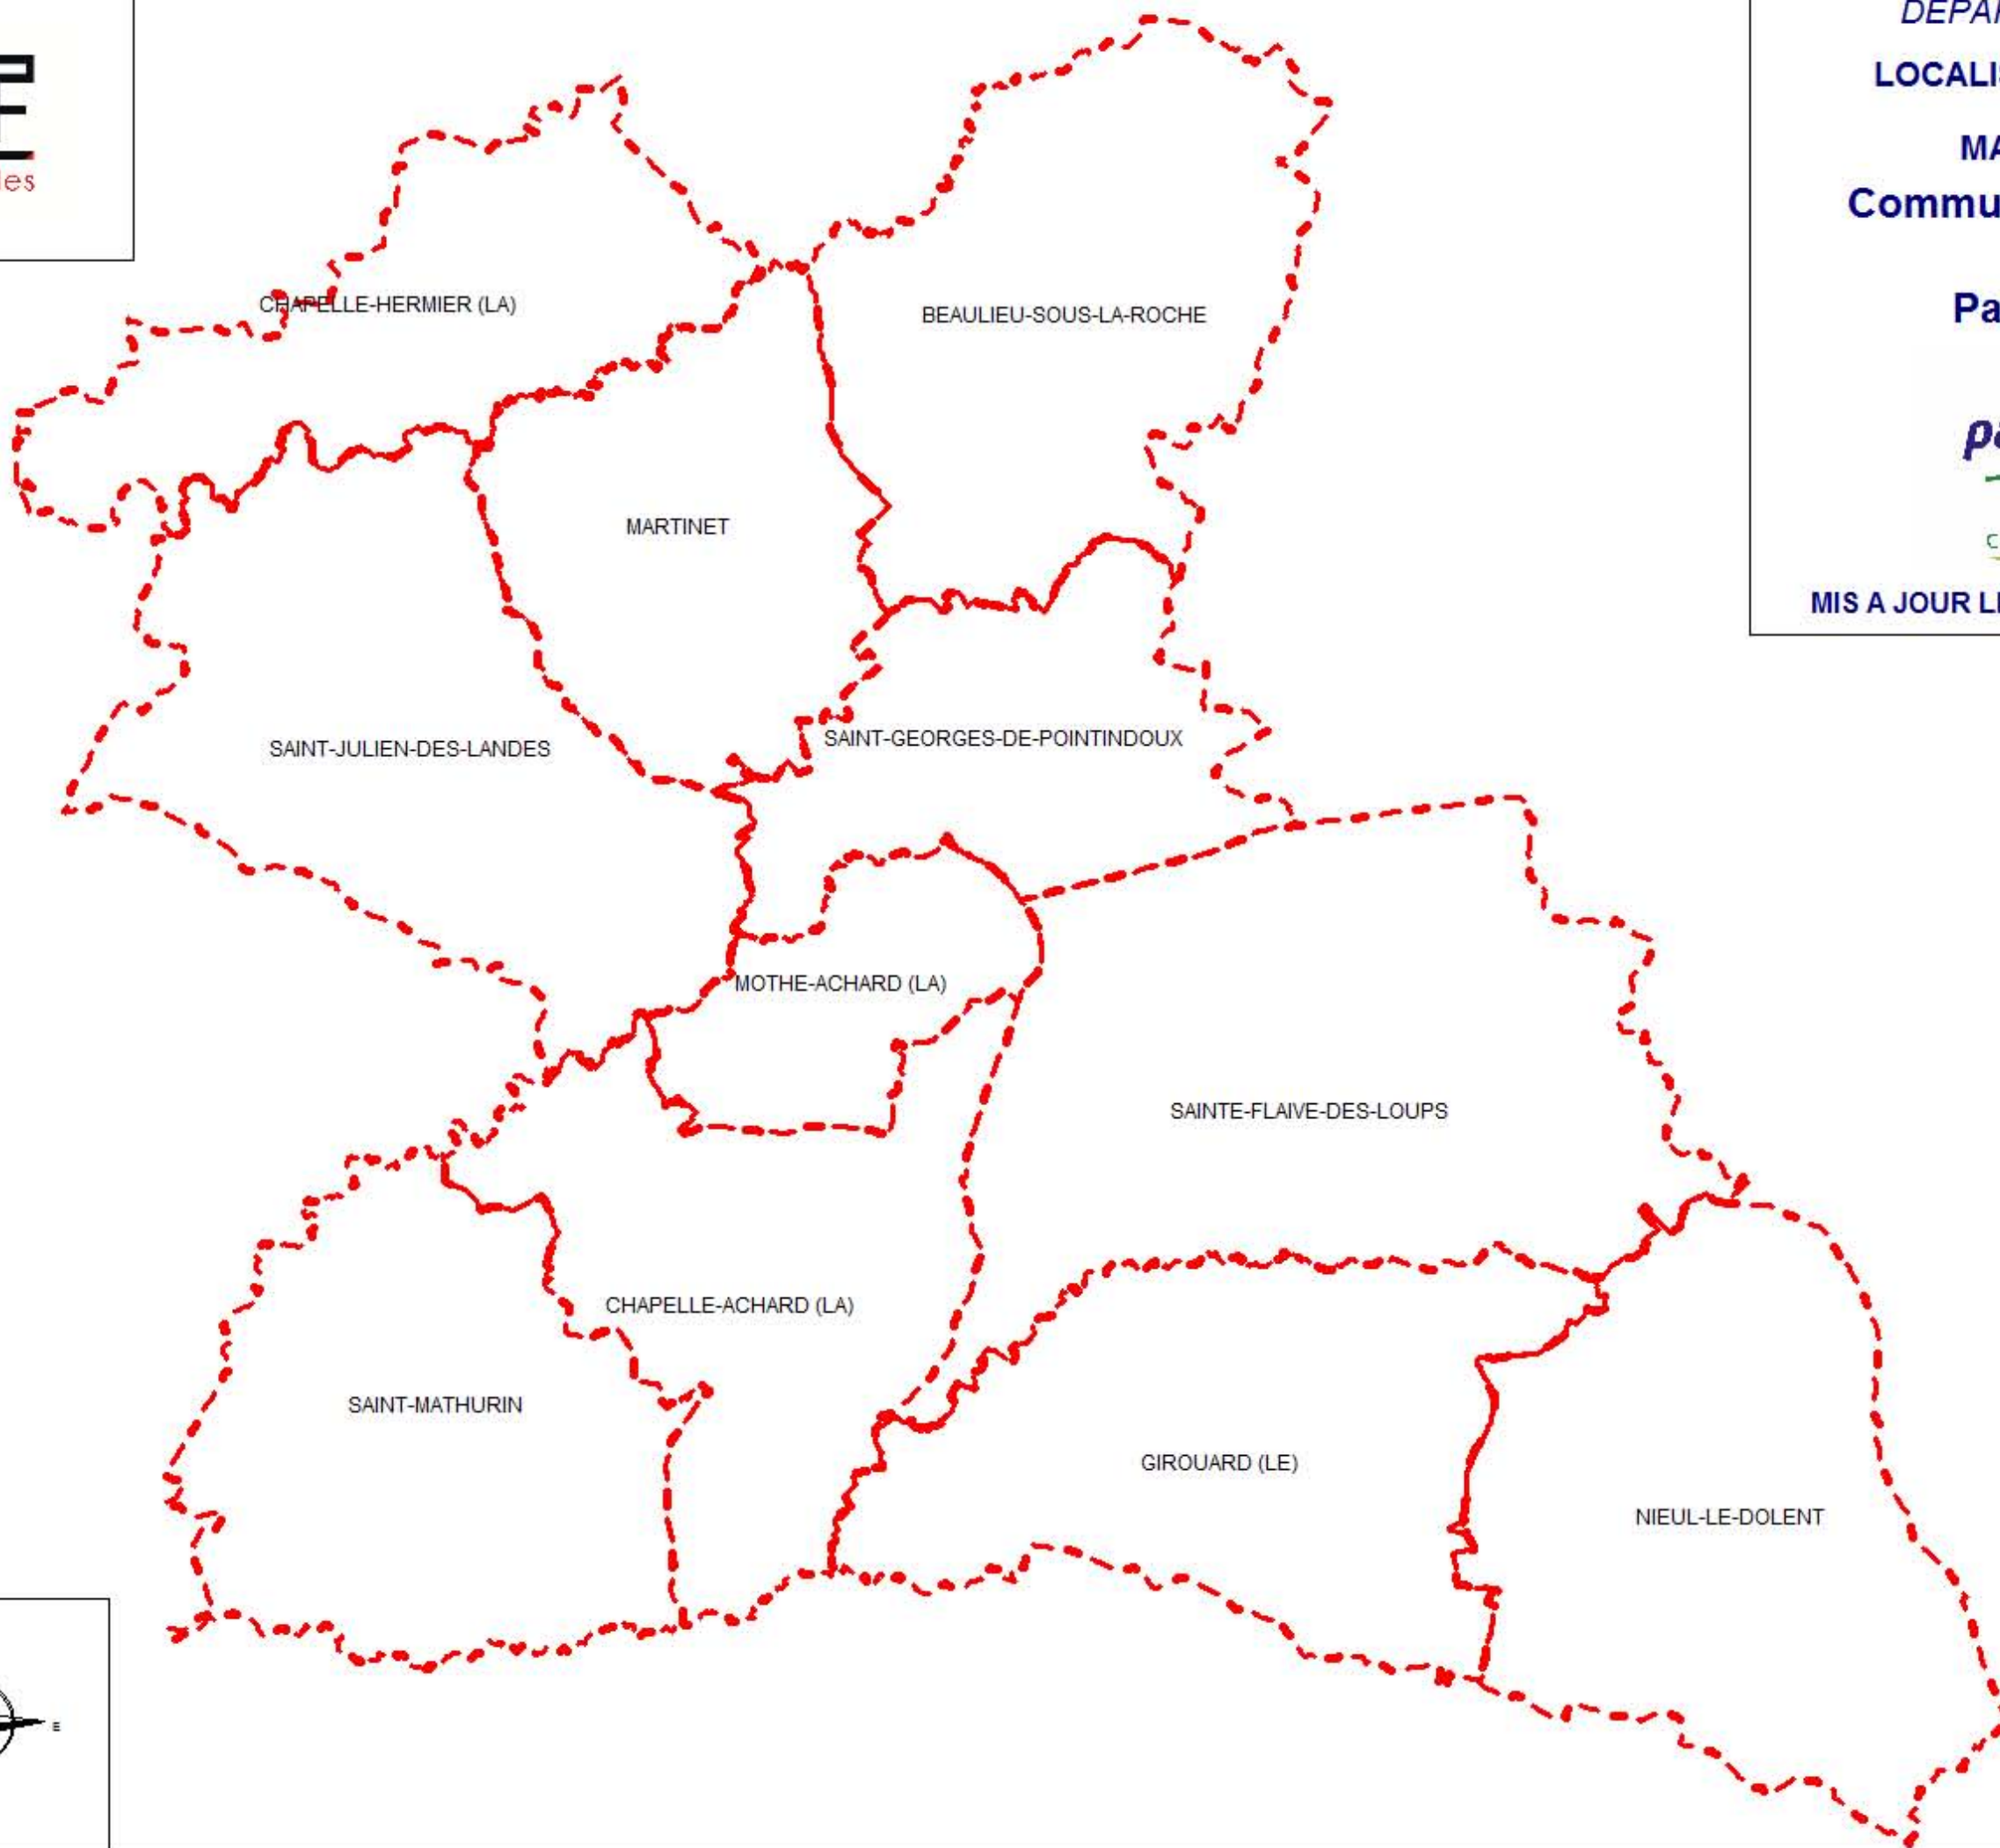 LOCALI
MA
Commu
Pa
MIS A JOUR L
les
CHAPELLE-HERMIER (LA)
BEAULIEU-SOUS-LA-ROCHE
MARTINET
SAINT-JULIEN-DES-LANDES
SAINT-GEORGES-DE-POINTINDOUX
MOTHE-ACHARD (LA)
SAINTE-FLAIVE-DES-LOUPS
CHAPELLE-ACHARD (LA)
SAINT-MATHURIN
GIROUARD (LE)
NIEUL-LE-DOLENT
E